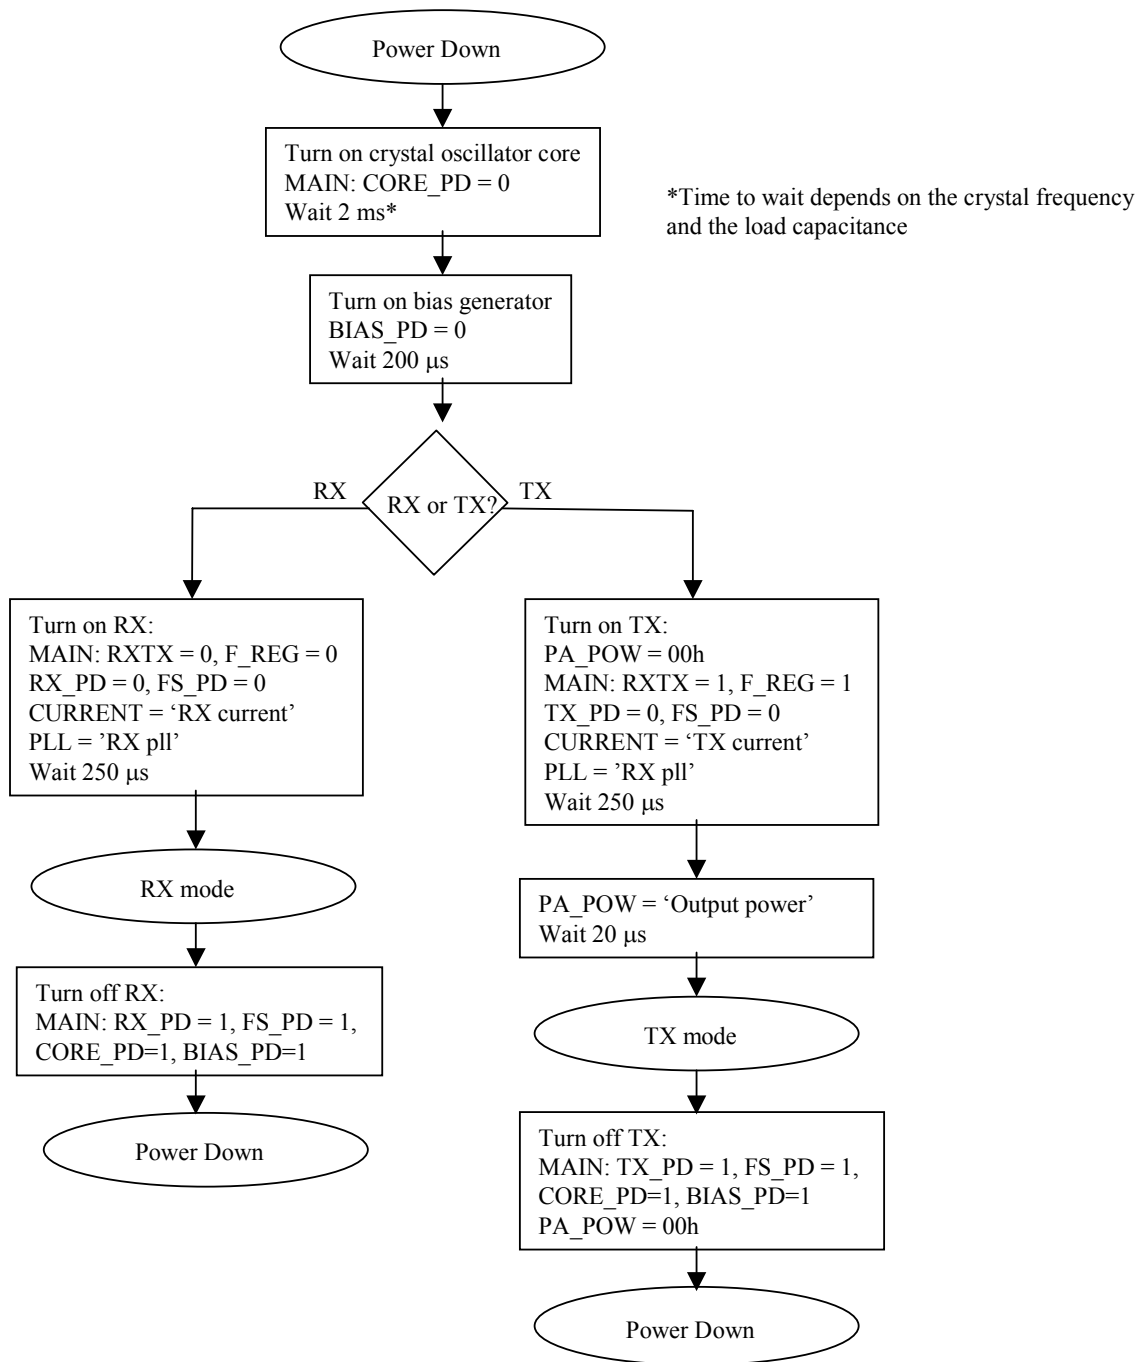 Power Down
Turn on crystal oscillator core
MAIN: CORE_PD = 0
Wait 2 ms*
*Time to wait depends on the crystal frequency
and the load capacitance
Turn on bias generator
BIAS_PD = 0
Wait 200 μs
RX
RX or TX?
TX
Turn on RX:
MAIN: RXTX = 0, F_REG = 0
RX_PD = 0, FS_PD = 0
CURRENT = ‘RX current’
PLL = ’RX pll’
Wait 250 μs
RX mode
Turn off RX:
MAIN: RX_PD = 1, FS_PD = 1,
CORE_PD=1, BIAS_PD=1
Power Down
Turn on TX:
PA_POW = 00h
MAIN: RXTX = 1, F_REG = 1
TX_PD = 0, FS_PD = 0
CURRENT = ‘TX current’
PLL = ’RX pll’
Wait 250 μs
PA_POW = ‘Output power’
Wait 20 μs
TX mode
Turn off TX:
MAIN: TX_PD = 1, FS_PD = 1,
CORE_PD=1, BIAS_PD=1
PA_POW = 00h
Power Down